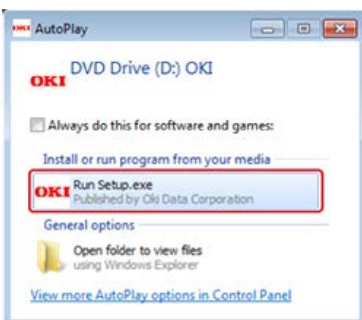 OKI AutoPlay
DVD Drive (D:) OKI
OKI
Always do this for software and games:
Install or run program from your media
OKI Run Setup.exe
Published by Oki Data Corporation
General options
Open folder to view files
using Windows Explorer
View more AutoPlay options in Control Panel